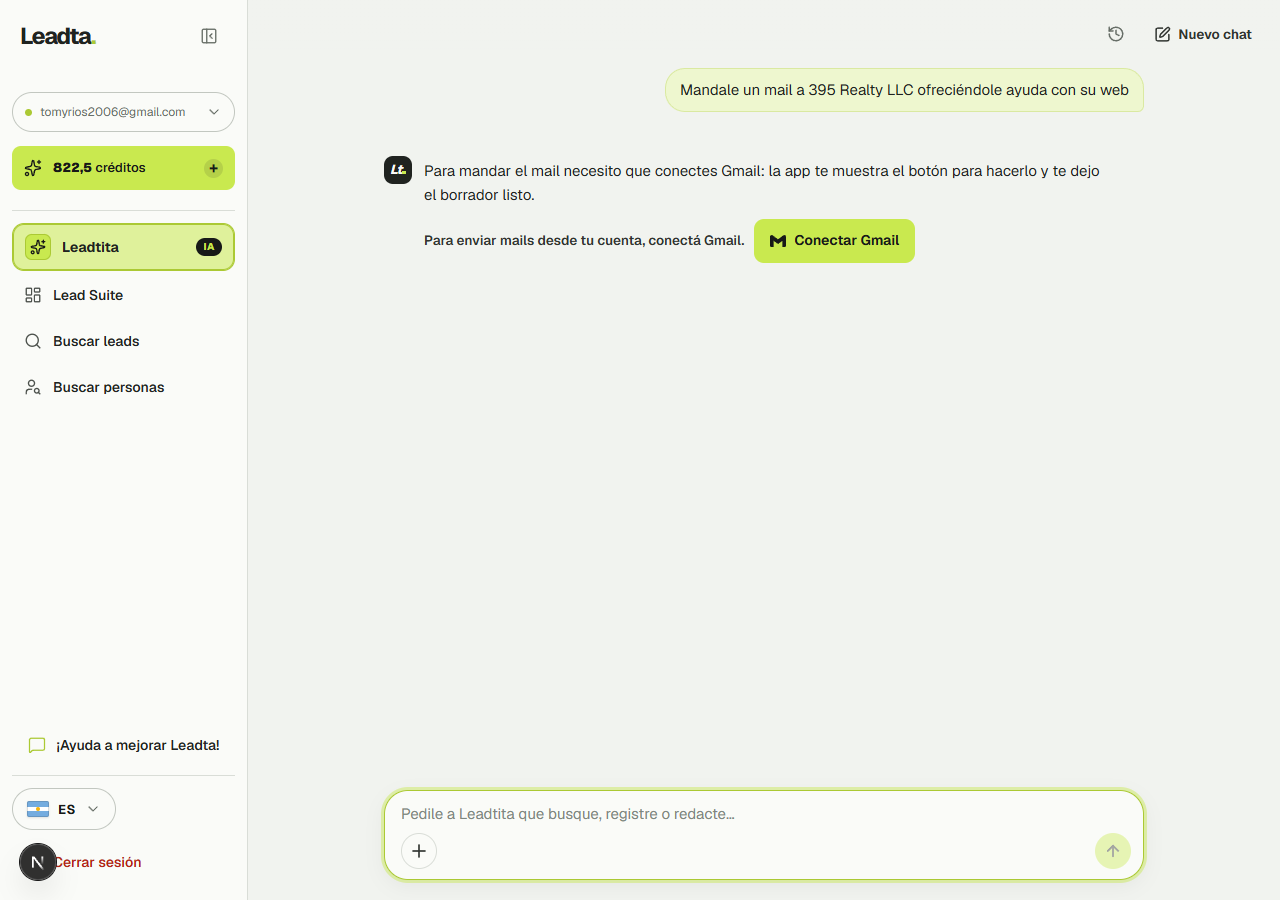 Leadta.
Nuevo chat
tomyrios2006@gmail.com
822,5 créditos
+
Leadtita IA
Lead Suite
Buscar leads
Buscar personas
Mandale un mail a 395 Realty LLC ofreciéndole ayuda con su web
Lt.
Para mandar el mail necesito que conectes Gmail: la app te muestra el botón para hacerlo y te dejo
el borrador listo.
Para enviar mails desde tu cuenta, conectá Gmail. Conectar Gmail
¡Ayuda a mejorar Leadta!
ES
N Cerrar sesión
Pedile a Leadtita que busque, registre o redacte…